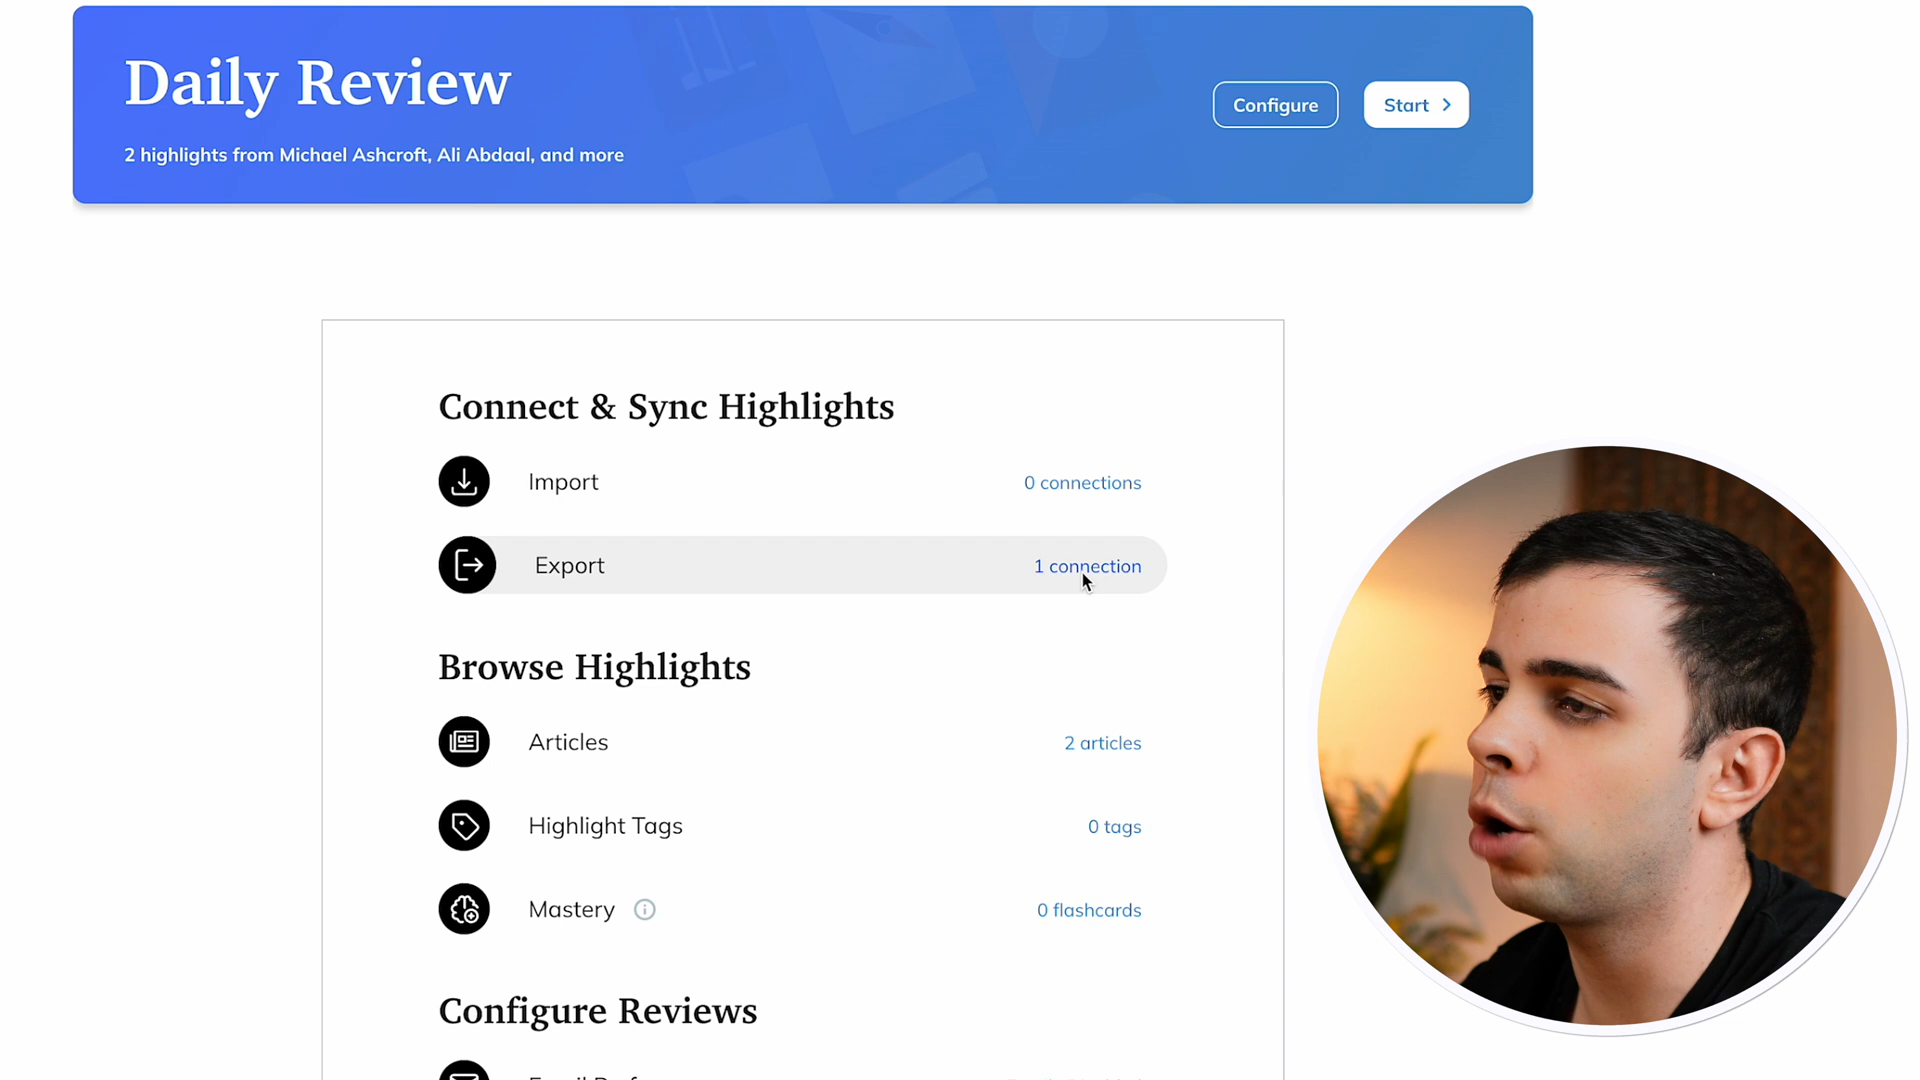 Daily Review
2 highlights from Michael Ashcroft, Ali Abdaal, and more
Configure
Start
Connect & Sync Highlights
Import
0 connections
Export
1 connection
Browse Highlights
Articles
2 articles
Highlight Tags
0 tags
Mastery
0 flashcards
Configure Reviews